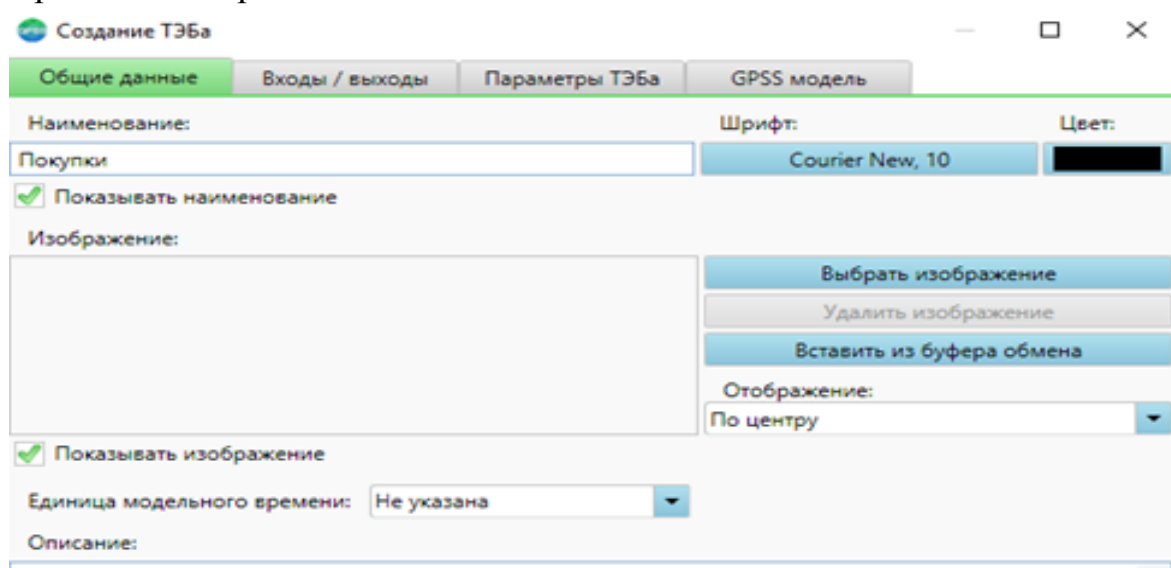 Создание ТЭБа
Общие данные Входы / выходы Параметры ТЭБа GPSS модель
Наименование: Шрифт: Цвет:
Покупки Courier New, 10
Показывать наименование
Изображение:
Выбрать изображение
Удалить изображение
Вставить из буфера обмена
Отображение:
По центру
Показывать изображение
Единица модельного времени: Не указана
Описание: